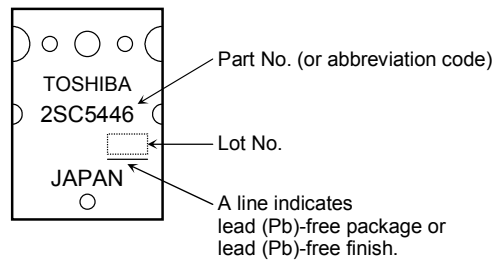 TOSHIBA
2SC5446
JAPAN
Part No. (or abbreviation code)
Lot No.
A line indicates
lead (Pb)-free package or
lead (Pb)-free finish.